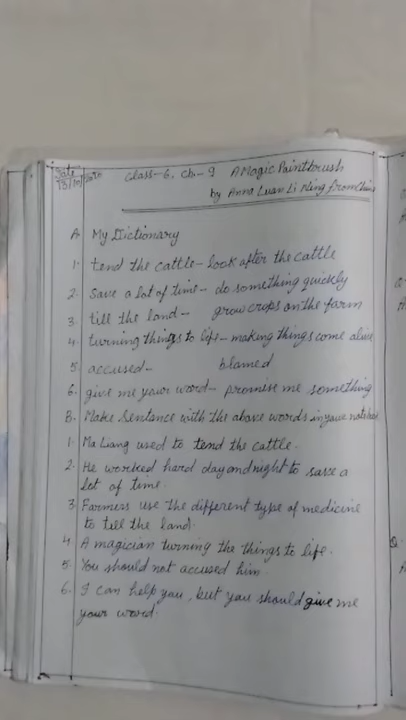 Date
13/10/2020
Class-6, Ch-9 A Magic Paintbrush
by Anna Luan Li Ning from China
A. My Dictionary
1. tend the cattle- look after the cattle
2. Save a lot of time- do something quickly
3. till the land- grow crops on the farm
4. turning things to life- making things come alive
5. accused- blamed
6. give me your word- promise me something
B. Make Sentence with the above words in your notebook
1. Ma Liang used to tend the cattle.
2. He worked hard day and night to save a
lot of time.
3. Farmers use the different type of medicine
to till the land.
4. A magician turning the things to life.
5. You should not accused him.
6. I can help you, but you should give me
your word.